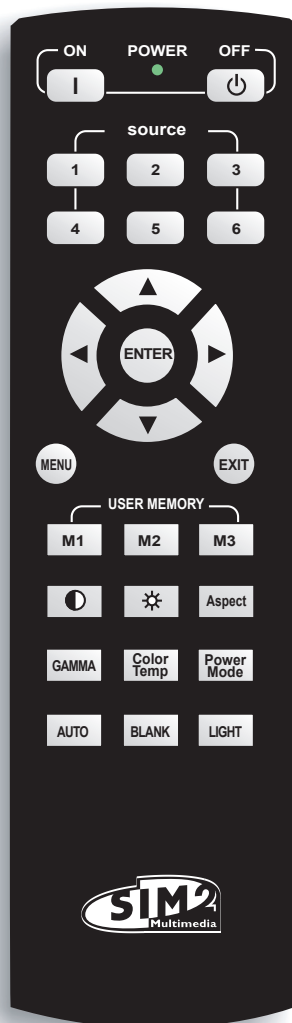 ON POWER OFF
I
source
1 2 3
4 5 6
ENTER
MENU EXIT
USER MEMORY
M1 M2 M3
Aspect
GAMMA Color Temp Power Mode
AUTO BLANK LIGHT
SIM2
Multimedia